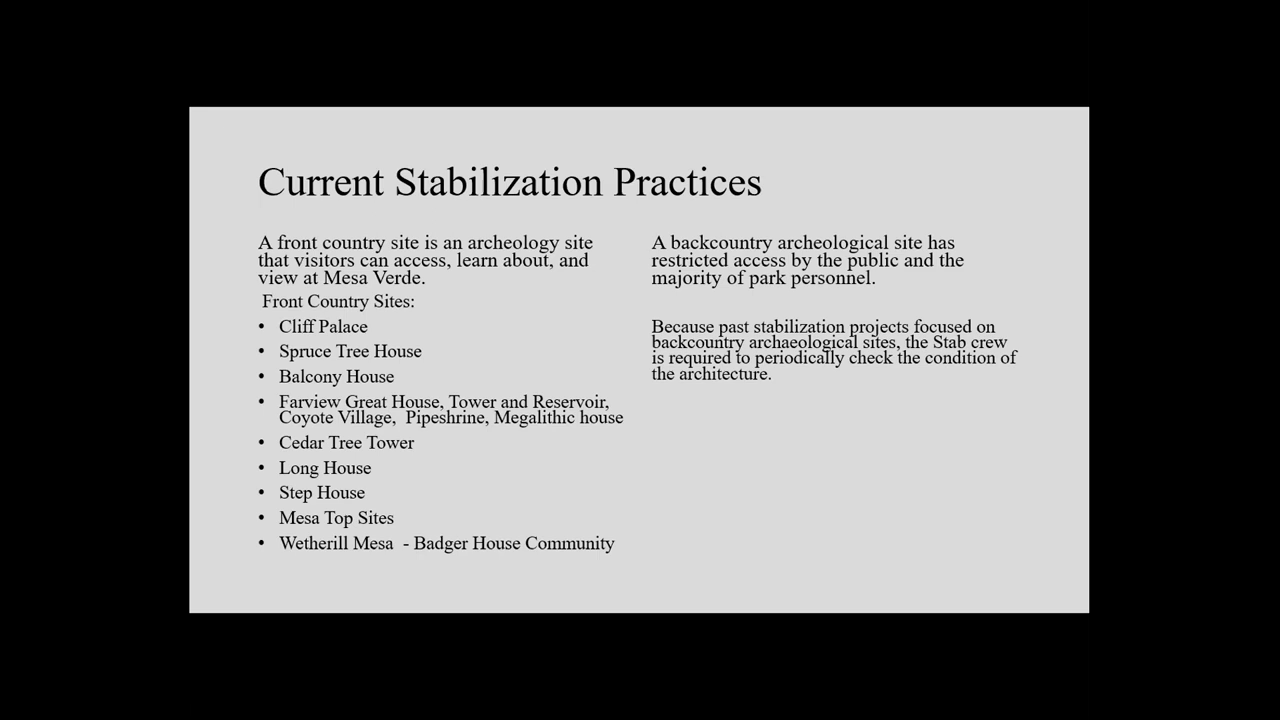 Current Stabilization Practices
A front country site is an archeology site
that visitors can access, learn about, and
view at Mesa Verde.
Front Country Sites:
• Cliff Palace
• Spruce Tree House
• Balcony House
• Farview Great House, Tower and Reservoir,
Coyote Village,  Pipeshrine, Megalithic house
• Cedar Tree Tower
• Long House
• Step House
• Mesa Top Sites
• Wetherill Mesa  - Badger House Community
A backcountry archeological site has
restricted access by the public and the
majority of park personnel.
Because past stabilization projects focused on
backcountry archaeological sites, the Stab crew
is required to periodically check the condition of
the architecture.